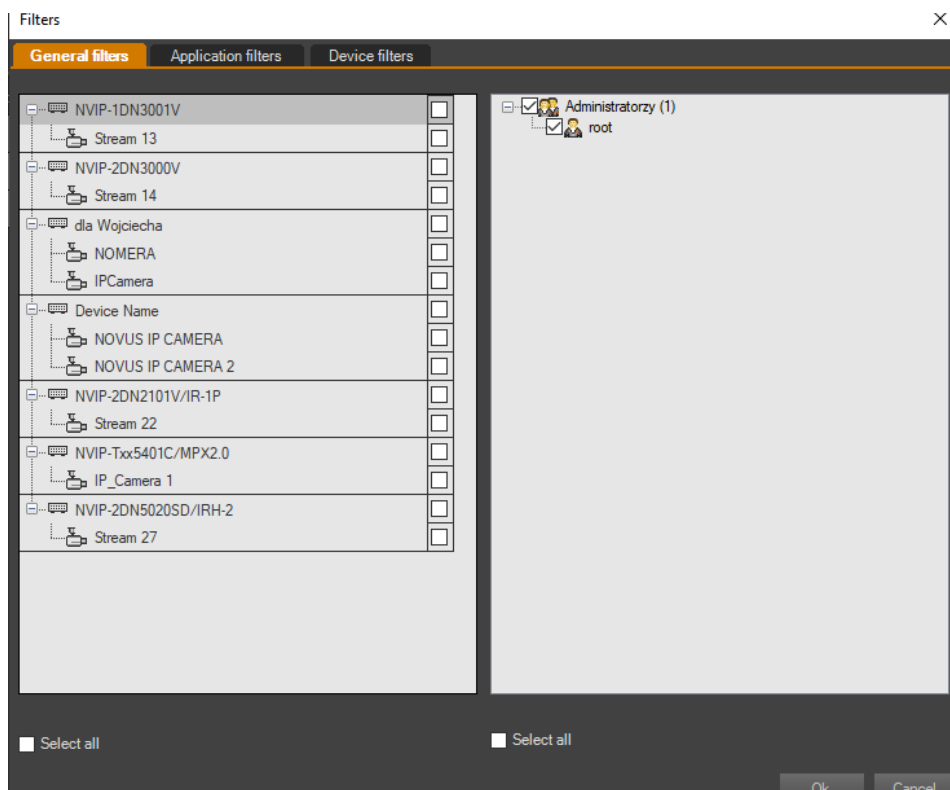 Filters
General filters
Application filters
Device filters
NVIP-1DN3001V
Stream 13
NVIP-2DN3000V
Stream 14
dla Wojciecha
NOMERA
IPCamera
Device Name
NOVUS IP CAMERA
NOVUS IP CAMERA 2
NVIP-2DN2101V/IR-1P
Stream 22
NVIP-Txx5401C/MPX2.0
IP_Camera 1
NVIP-2DN5020SD/IRH-2
Stream 27
Select all
Administratorzy (1)
root
Select all
Ok
Cancel